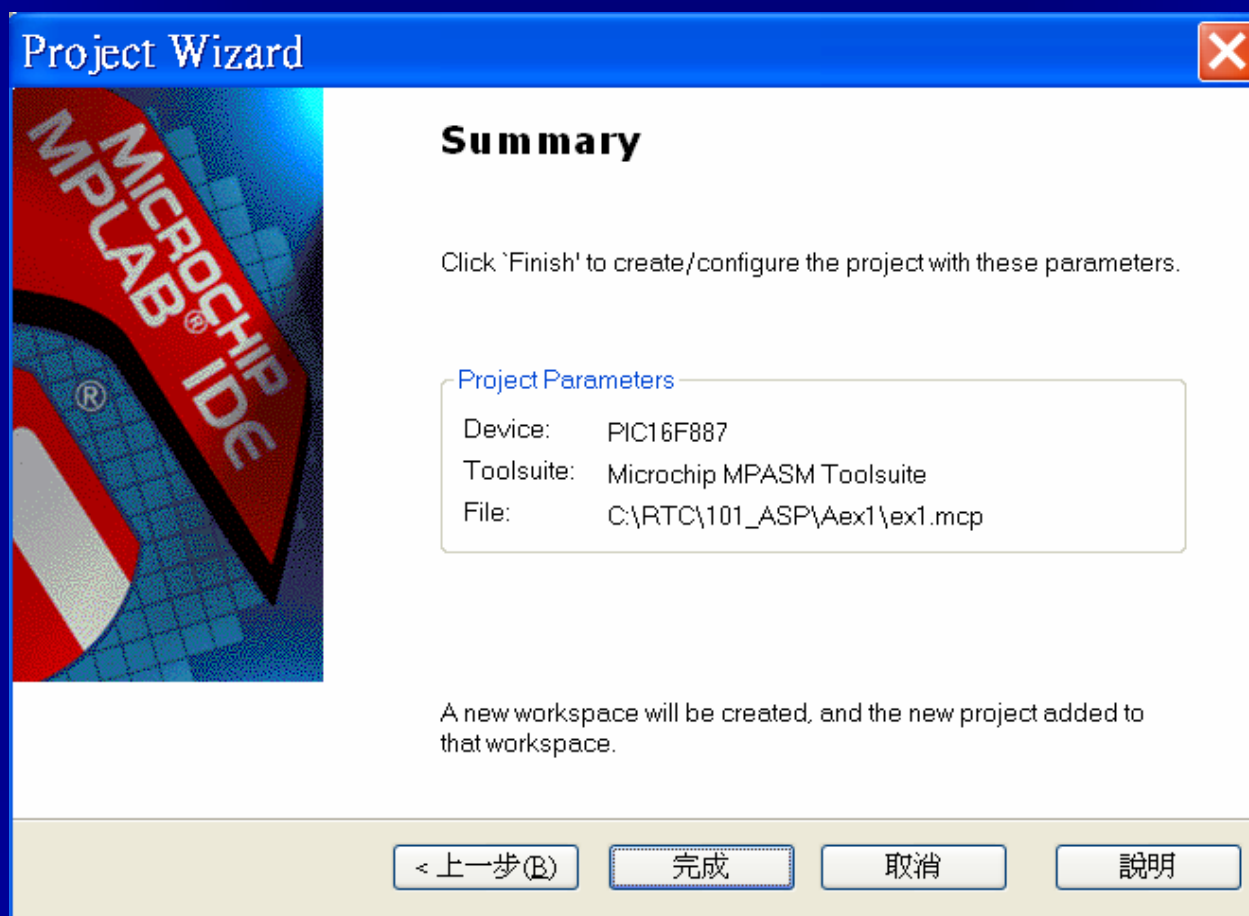 Project Wizard
MICROCHIP
MPLAB® IDE
®
Summary
Click `Finish' to create/configure the project with these parameters.
Project Parameters
Device: PIC16F887
Toolsuite: Microchip MPASM Toolsuite
File: C:\RTC\101_ASP\Aex1\ex1.mcp
A new workspace will be created, and the new project added to
that workspace.
< 上一步(B) 完成 取消 說明